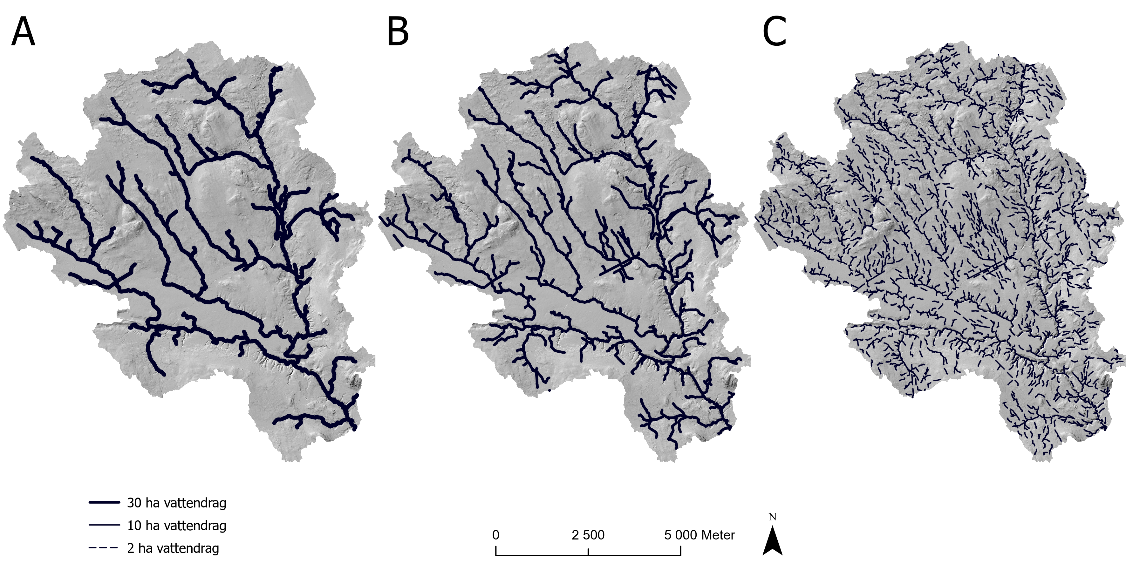 A B C
30 ha vattendrag
10 ha vattendrag
2 ha vattendrag
0 2 500 5 000 Meter
N